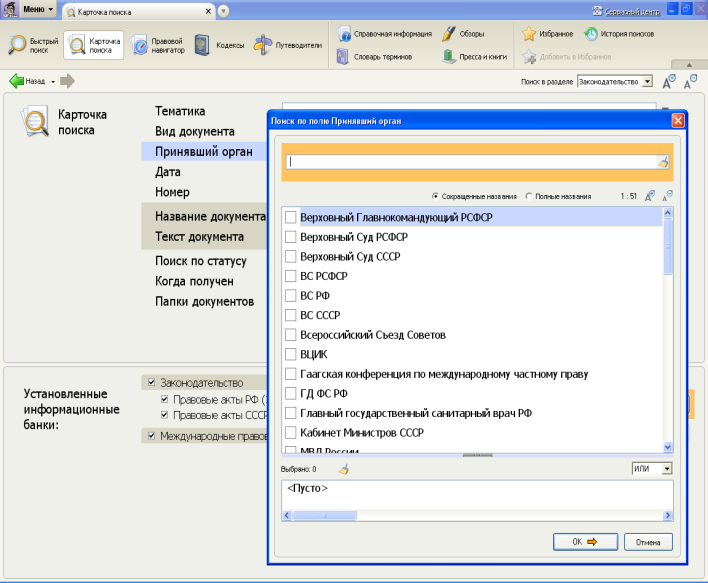 Меню
Карточка поиска
Сервисный центр
Быстрый
поиск
Карточка
поиска
Правовой
навигатор
Кодексы
Путеводители
Справочная информация
Словарь терминов
Обзоры
Пресса и книги
Избранное
История поисков
Добавить в Избранное
Назад
Поиск в разделе
Законодательство
Карточка
поиска
Тематика
Вид документа
Принявший орган
Дата
Номер
Название документа
Текст документа
Поиск по статусу
Когда получен
Папки документов
Установленные
информационные
банки:
Законодательство
Правовые акты РФ (
Правовые акты СССР
Международные право
Поиск по полю Принявший орган
Сокращенные названия
Полные названия
1 : 51
Верховный Главнокомандующий РСФСР
Верховный Суд РСФСР
Верховный Суд СССР
ВС РСФСР
ВС РФ
ВС СССР
Всероссийский Съезд Советов
ВЦИК
Гаагская конференция по международному частному праву
ГД ФС РФ
Главный государственный санитарный врач РФ
Кабинет Министров СССР
МВД России
Выбрано: 0
ИЛИ
<Пусто>
OK
Отмена